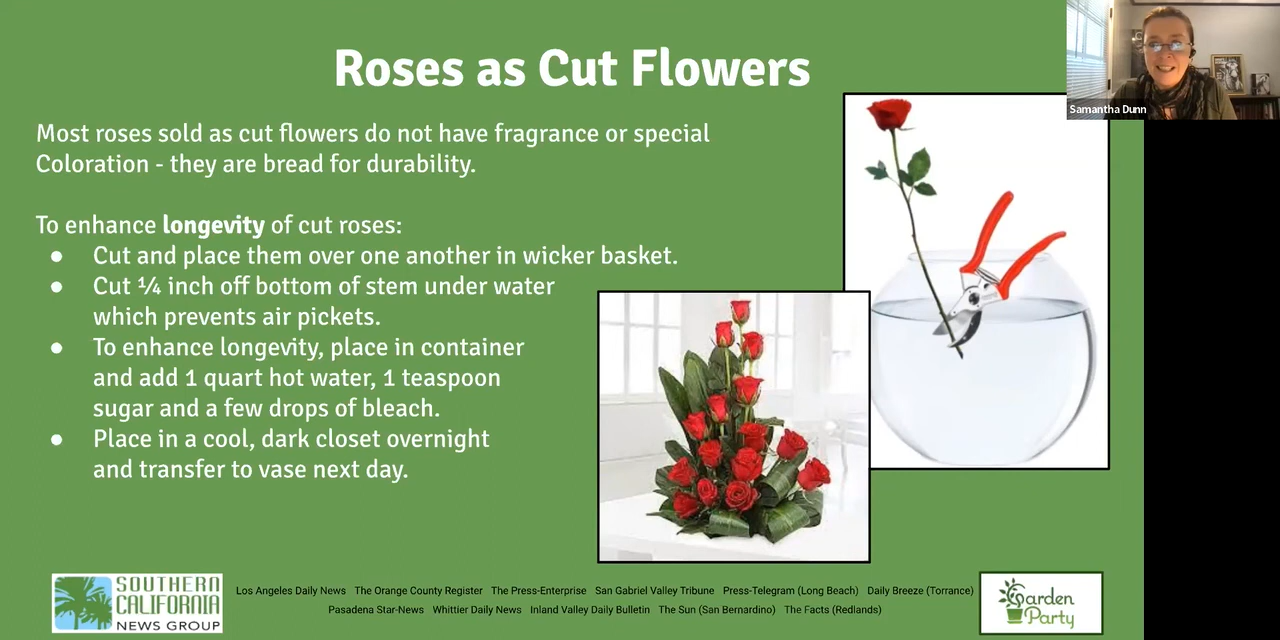 Roses as Cut Flowers
Samantha Dunn
Most roses sold as cut flowers do not have fragrance or special
Coloration - they are bread for durability.
To enhance longevity of cut roses:
● Cut and place them over one another in wicker basket.
● Cut ¼ inch off bottom of stem under water
which prevents air pickets.
● To enhance longevity, place in container
and add 1 quart hot water, 1 teaspoon
sugar and a few drops of bleach.
● Place in a cool, dark closet overnight
and transfer to vase next day.
SOUTHERN
CALIFORNIA
NEWS GROUP
Los Angeles Daily News The Orange County Register The Press-Enterprise San Gabriel Valley Tribune Press-Telegram (Long Beach) Daily Breeze (Torrance)
Pasadena Star-News Whittier Daily News Inland Valley Daily Bulletin The Sun (San Bernardino) The Facts (Redlands)
Garden
Party